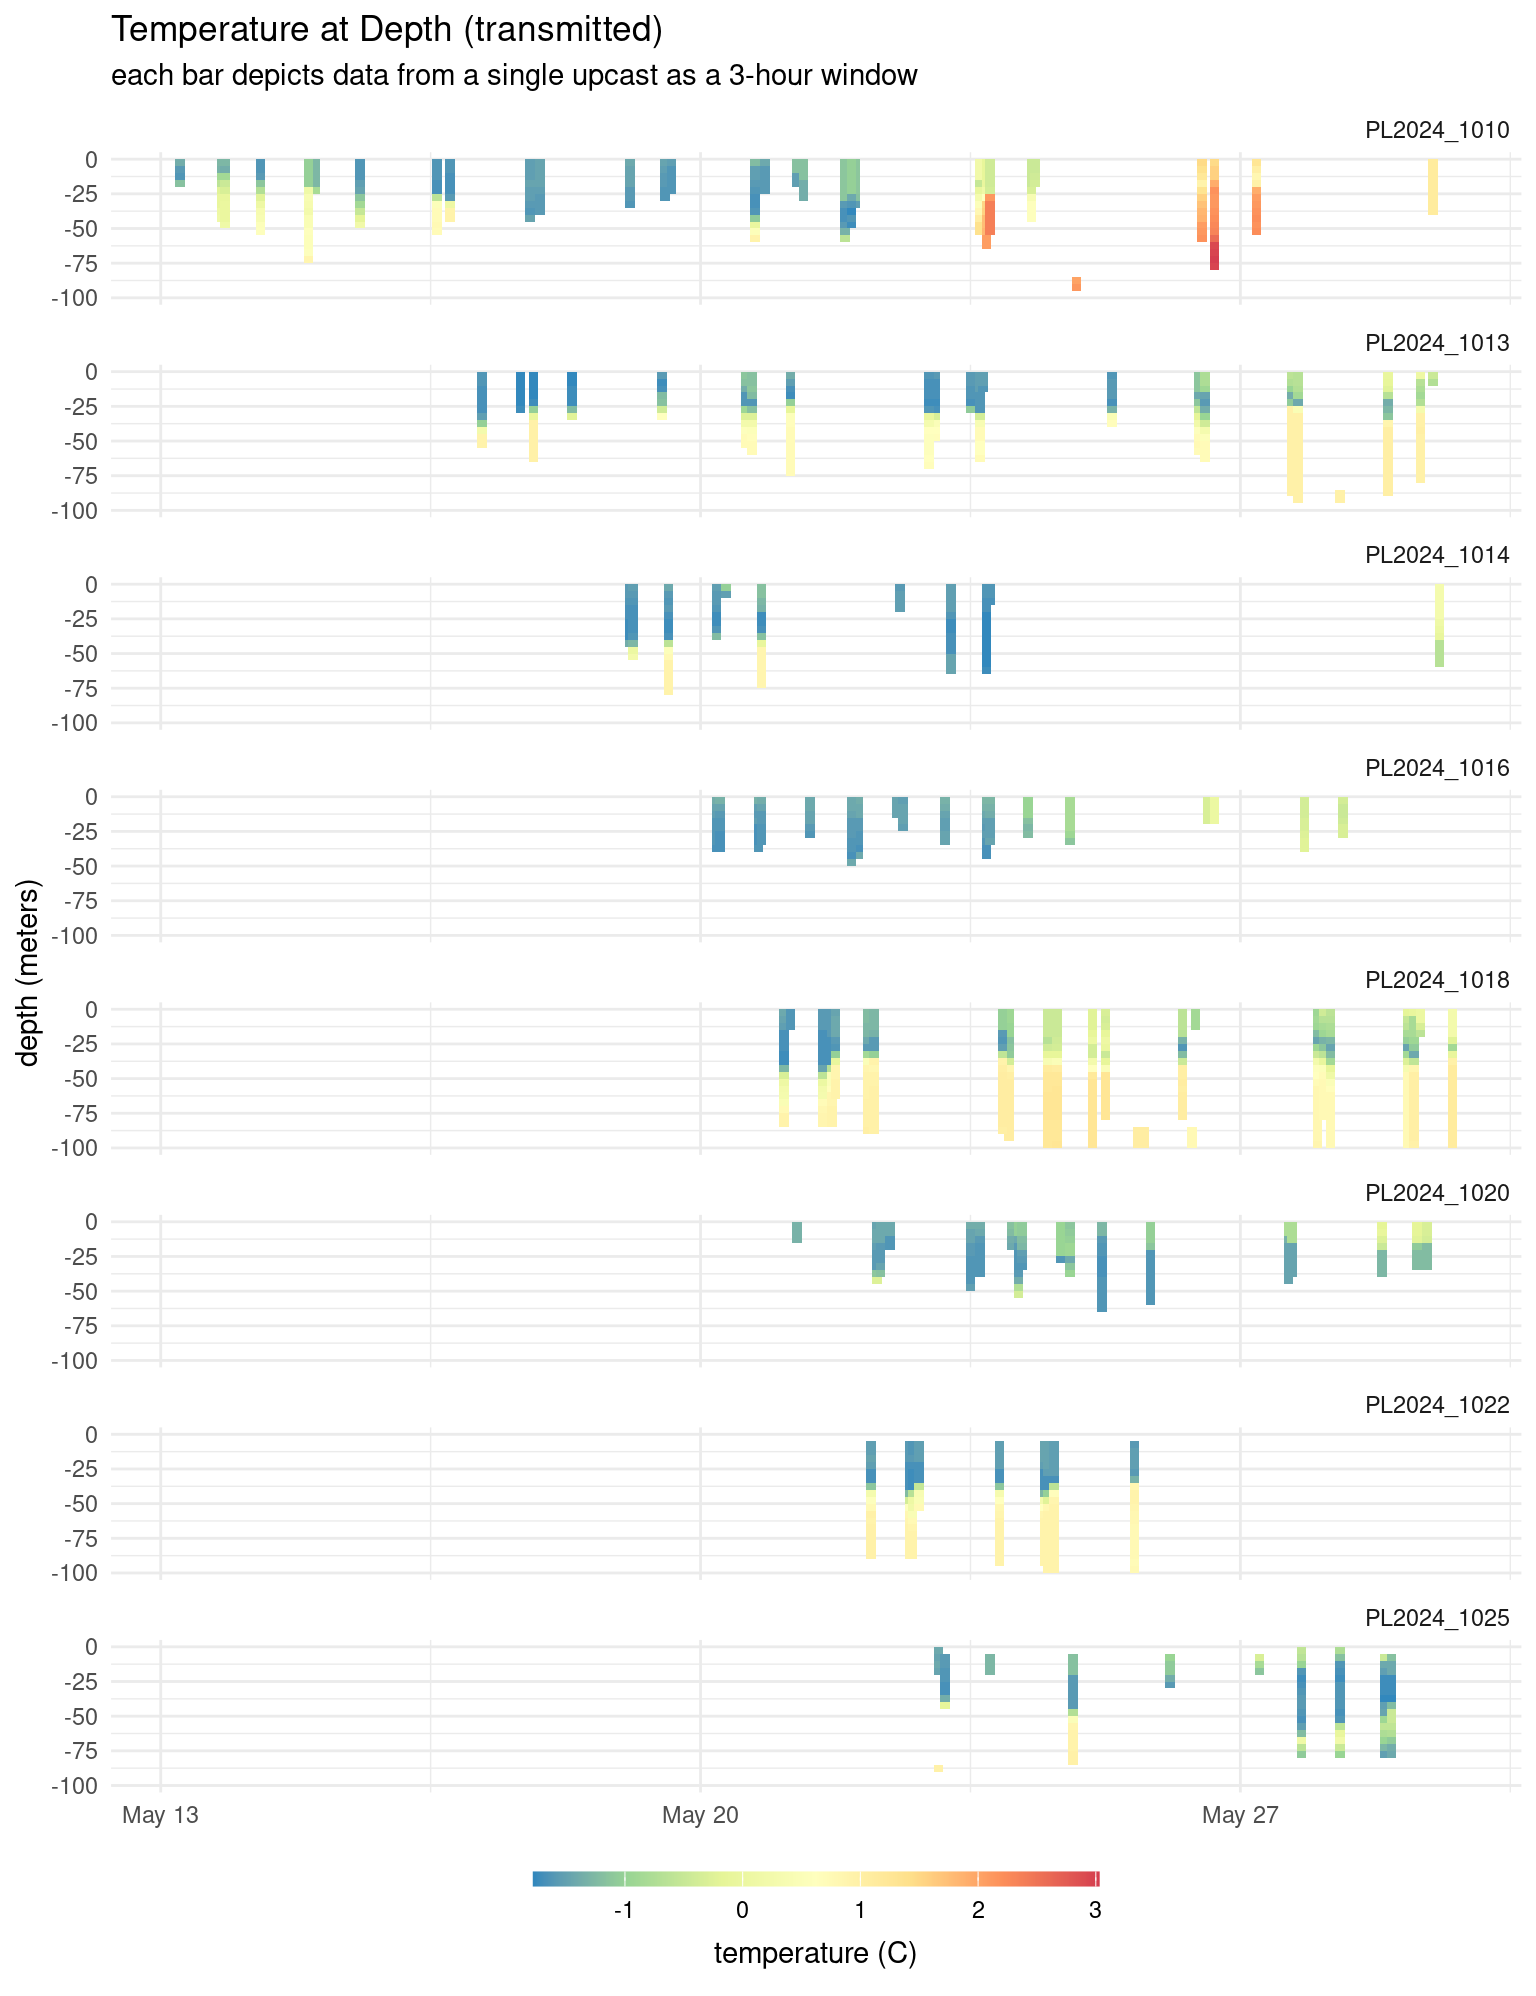 Temperature at Depth (transmitted)
each bar depicts data from a single upcast as a 3-hour window
PL2024_1010
0
-25
-50
-75
-100
PL2024_1013
0
-25
-50
-75
-100
PL2024_1014
0
-25
-50
-75
-100
PL2024_1016
0
-25
-50
-75
-100
depth (meters)
PL2024_1018
0
-25
-50
-75
-100
PL2024_1020
0
-25
-50
-75
-100
PL2024_1022
0
-25
-50
-75
-100
PL2024_1025
0
-25
-50
-75
-100
May 13 May 20 May 27
-1 0 1 2 3
temperature (C)